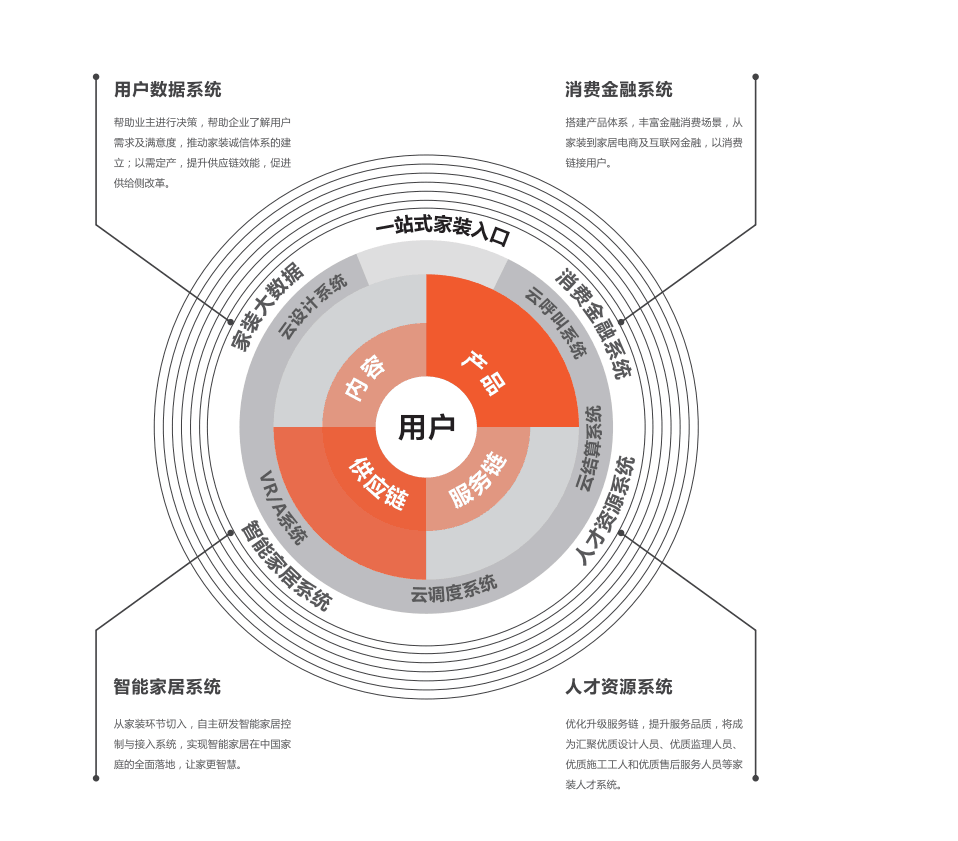 用户数据系统
帮助业主进行决策，帮助企业了解用户
需求及满意度，推动家装诚信体系的建
立；以需定产，提升供应链效能，促进
供给侧改革。
消费金融系统
搭建产品体系，丰富金融消费场景，从
家装到家居电商及互联网金融，以消费
链接用户。
一站式家装入口
家装大数据
消费金融系统
云设计系统
云呼叫系统
内容
产品
用户
供应链
服务链
云结算系统
VR/A系统
人才资源系统
智能家居系统
云调度系统
智能家居系统
从家装环节切入，自主研发智能家居控
制与接入系统，实现智能家居在中国家
庭的全面落地，让家更智慧。
人才资源系统
优化升级服务链，提升服务品质，将成
为汇聚优质设计人员、优质监理人员、
优质施工工人和优质售后服务人员等家
装人才系统。